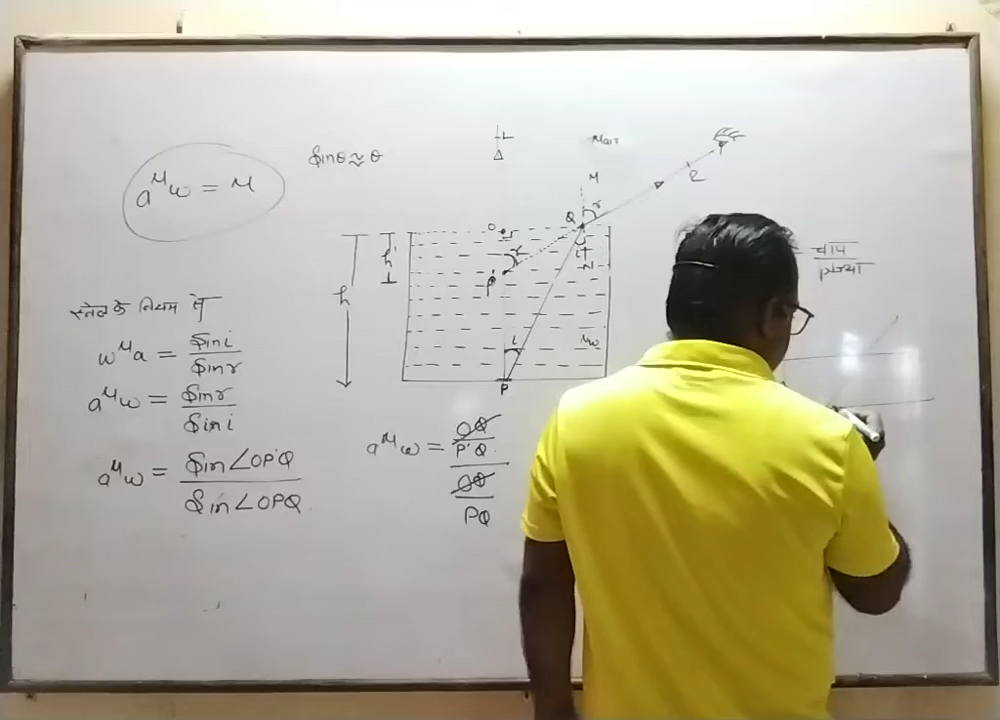 aμw = μ
sinθ≈θ
स्नेल के नियम से
wμa = sin i / sin r
aμw = sin r / sin i
aμw = sin∠OP'Q / sin∠OPQ
μair
M
R
r
Q
O
r
i
N
h'
P'
h
i
μw
P
aμw = OQ/P'Q / OQ/PQ
चाप
त्रिज्या